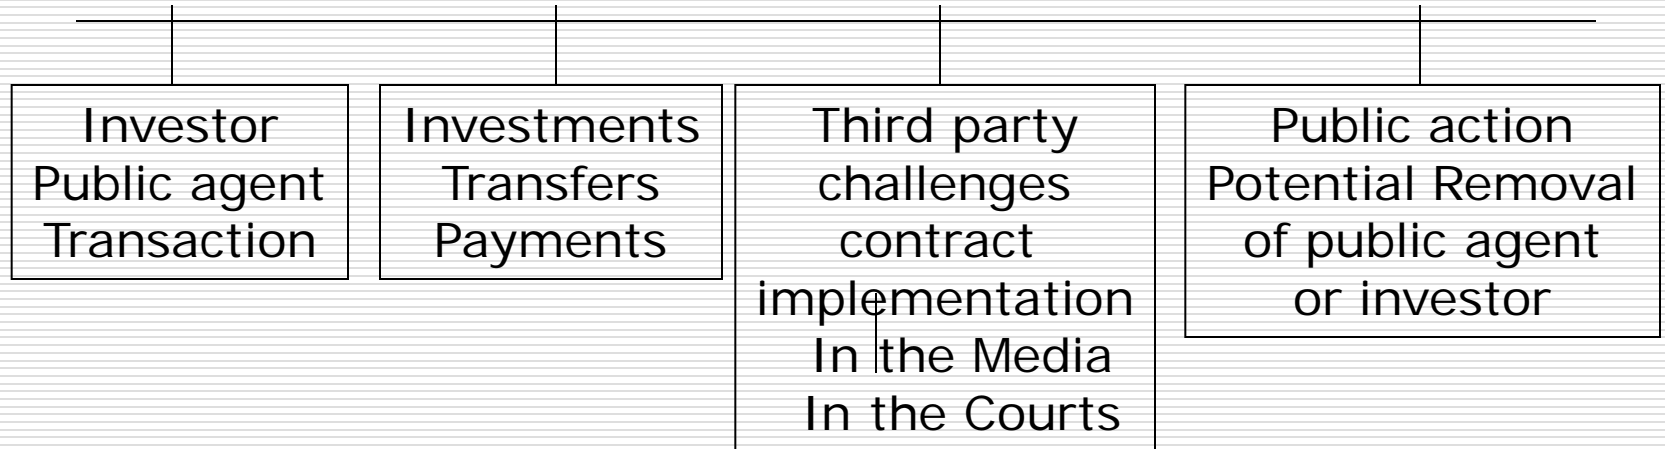 Investor
Public agent
Transaction
Investments
Transfers
Payments
Third party
challenges
contract
implementation
In the Media
In the Courts
Public action
Potential Removal
of public agent
or investor